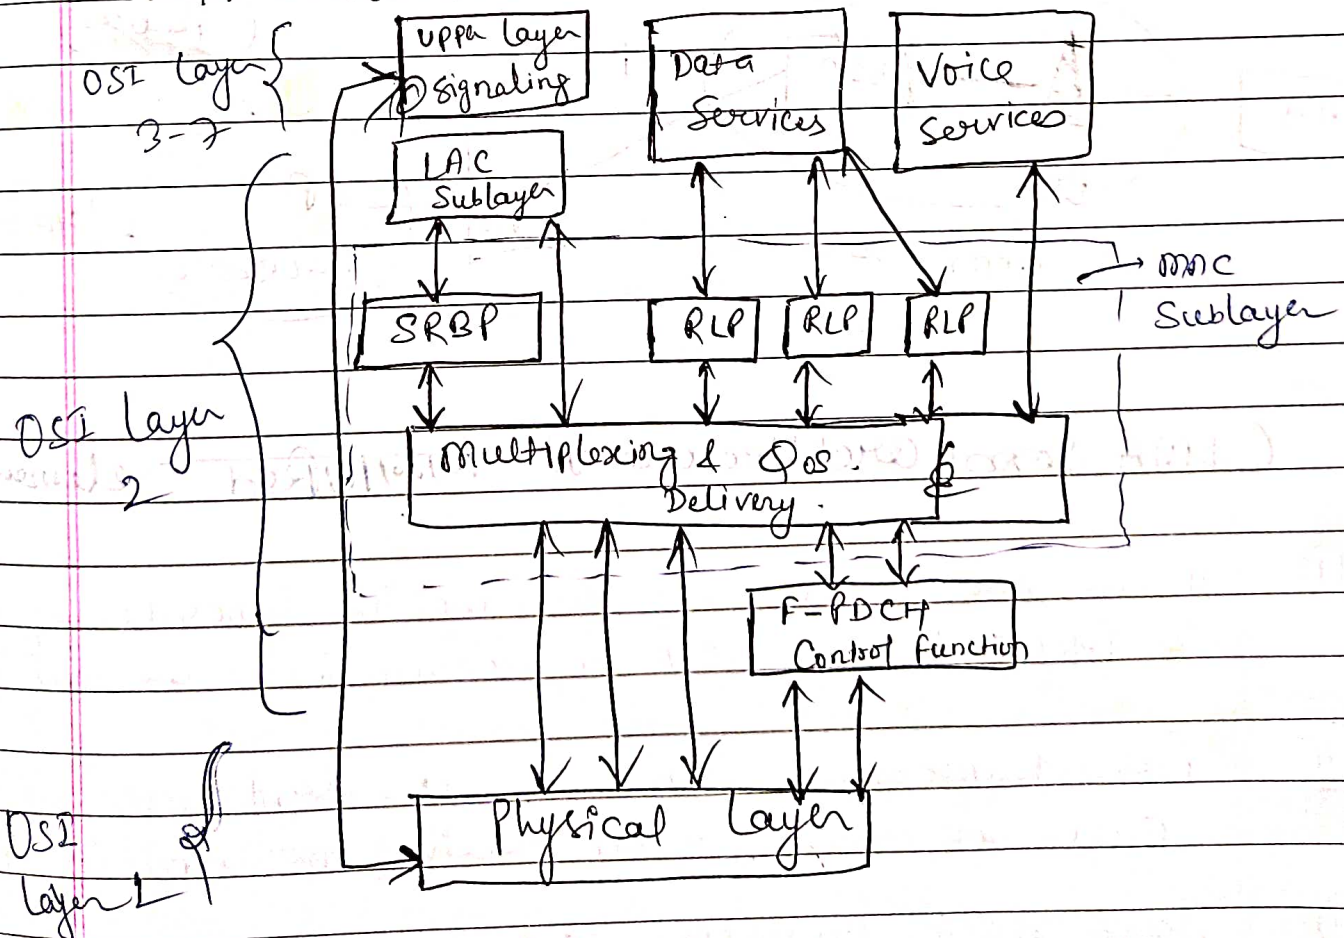 OSI Layer
3-7
Upper Layer
Signaling
Data
Services
Voice
Services
LAC
Sublayer
MAC
Sublayer
SRBP
RLP
RLP
RLP
OSI Layer
2
Multiplexing & QoS.
Delivery.
F-PDCH
Control Function
Physical Layer
OSI
Layer 1